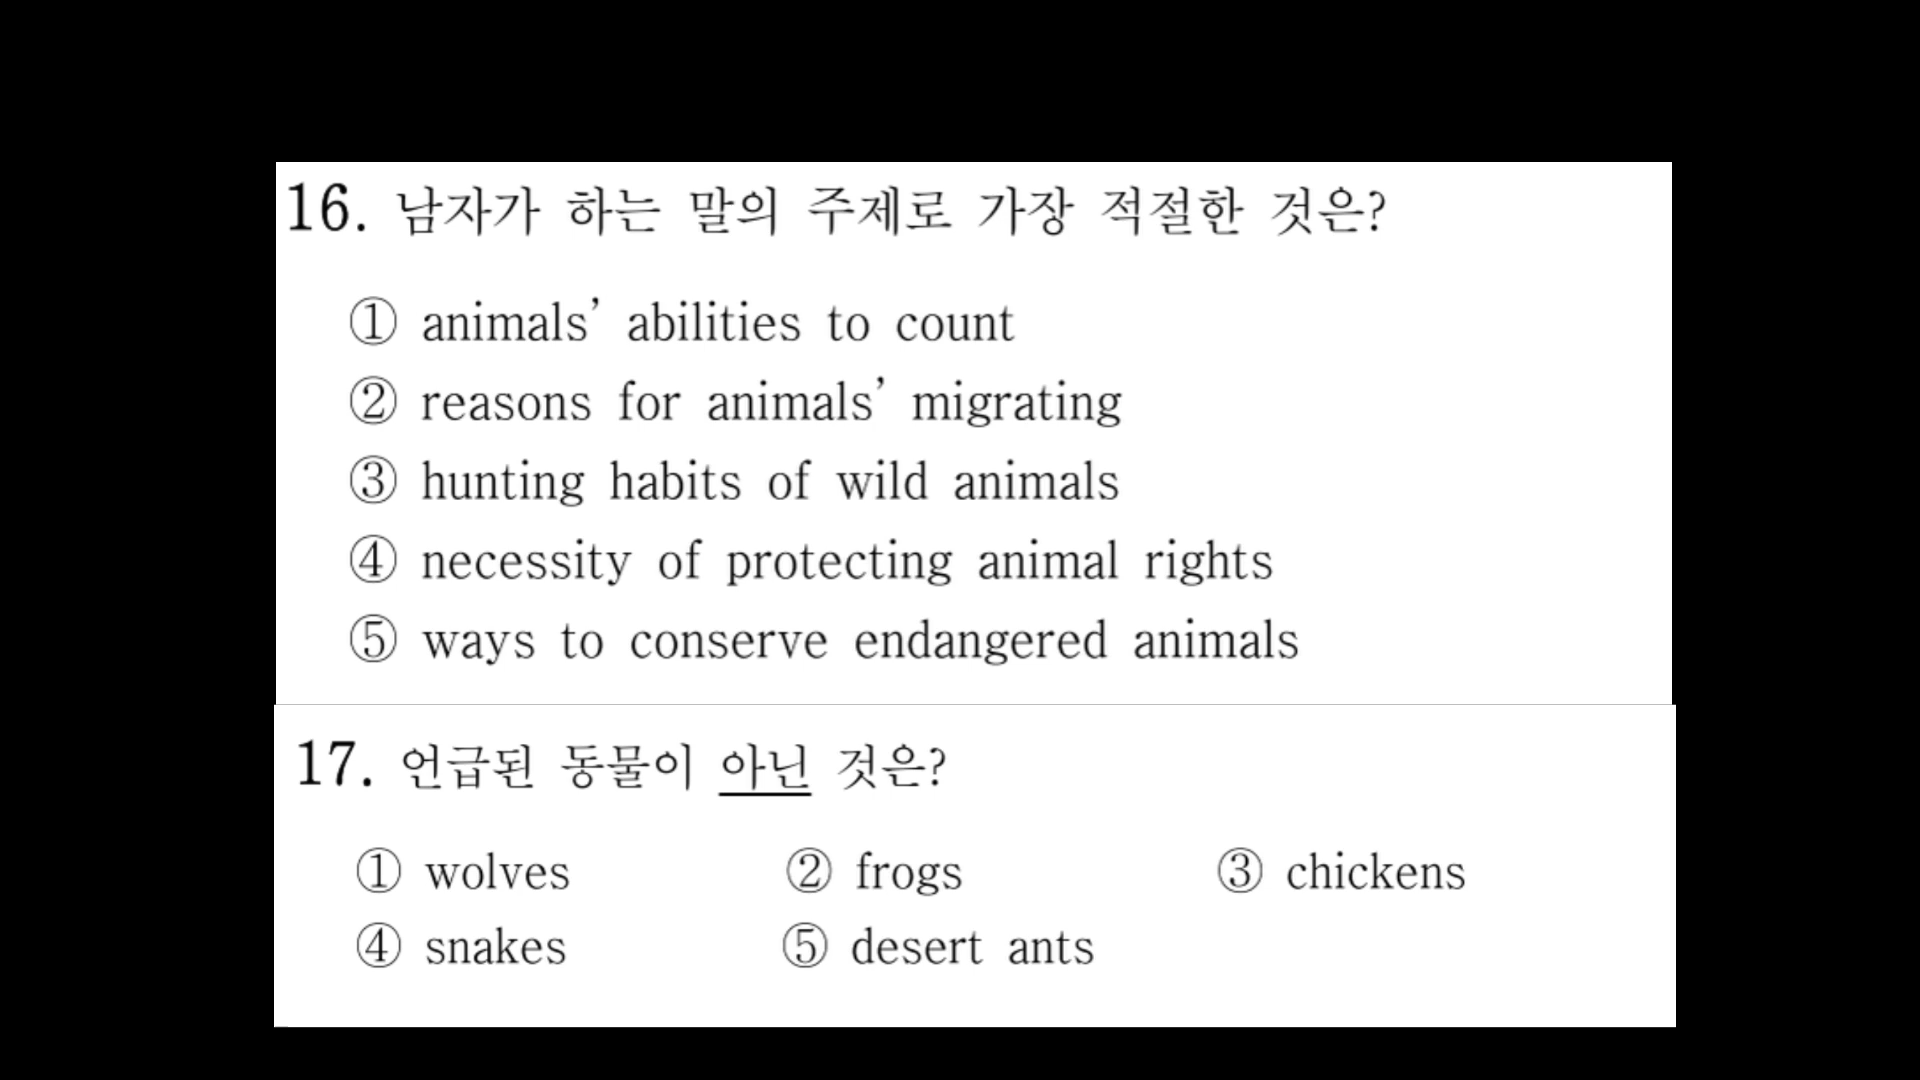 16. 남자가 하는 말의 주제로 가장 적절한 것은?
① animals’ abilities to count
② reasons for animals’ migrating
③ hunting habits of wild animals
④ necessity of protecting animal rights
⑤ ways to conserve endangered animals
17. 언급된 동물이 아닌 것은?
① wolves ② frogs ③ chickens
④ snakes ⑤ desert ants